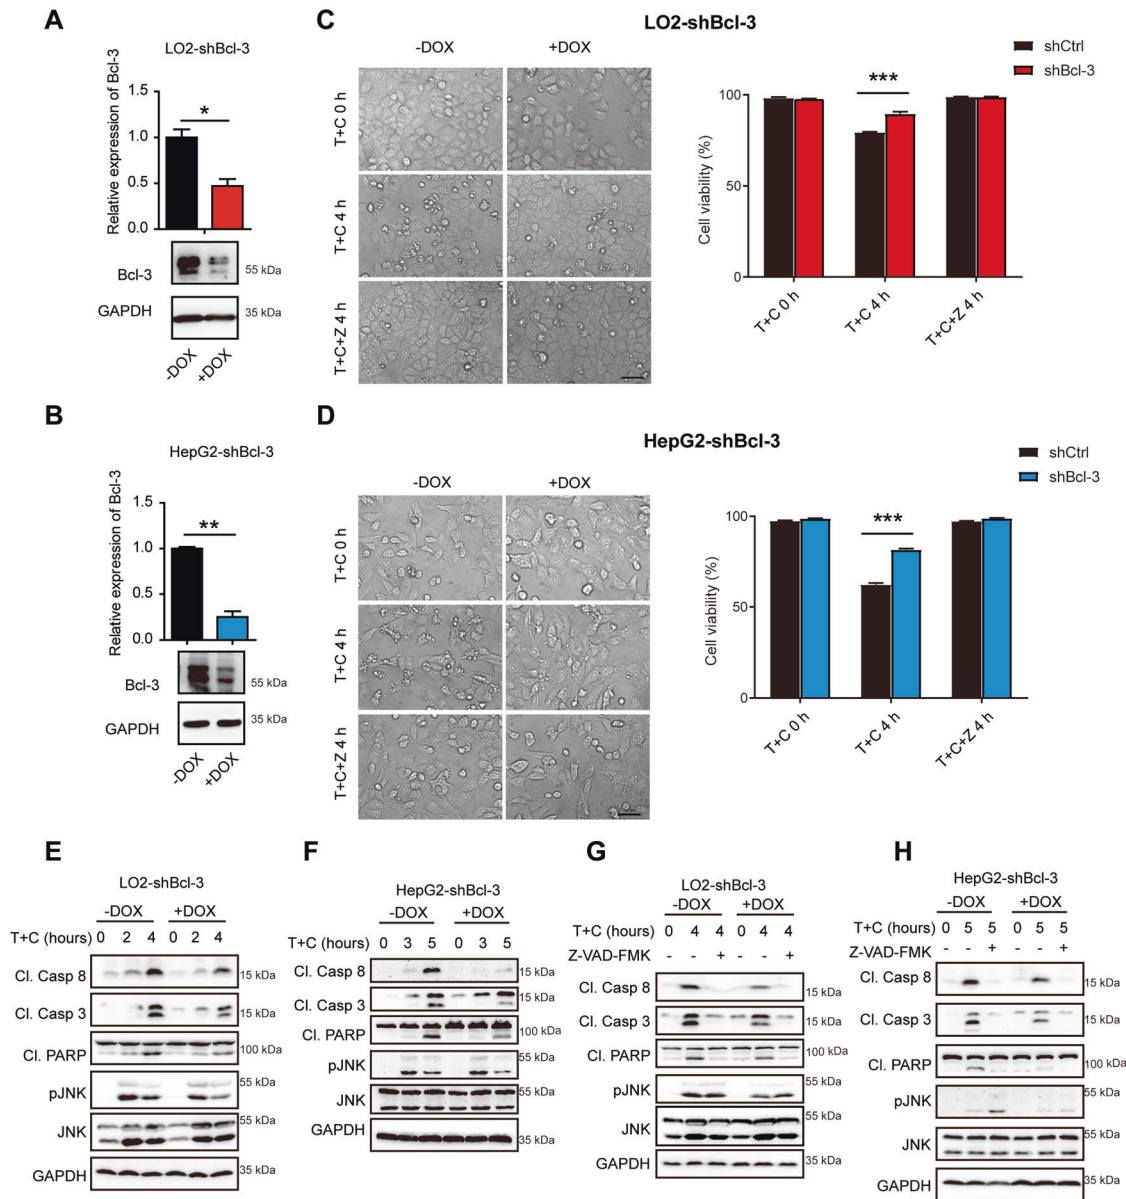 A
LO2-shBcl-3
Relative expression of Bcl-3
1.5
1.0
0.5
0.0
*
Bcl-3
55 kDa
GAPDH
35 kDa
-DOX
+DOX
C
LO2-shBcl-3
-DOX
+DOX
T+C 0 h
T+C 4 h
T+C+Z 4 h
shCtrl
shBcl-3
Cell viability (%)
100
50
0
***
T+C 0 h
T+C 4 h
T+C+Z 4 h
B
HepG2-shBcl-3
Relative expression of Bcl-3
1.5
1.0
0.5
0.0
**
Bcl-3
55 kDa
GAPDH
35 kDa
-DOX
+DOX
D
HepG2-shBcl-3
-DOX
+DOX
T+C 0 h
T+C 4 h
T+C+Z 4 h
shCtrl
shBcl-3
Cell viability (%)
100
50
0
***
T+C 0 h
T+C 4 h
T+C+Z 4 h
E
LO2-shBcl-3
-DOX +DOX
T+C (hours) 0 2 4 0 2 4
Cl. Casp 8 15 kDa
Cl. Casp 3 15 kDa
Cl. PARP 100 kDa
pJNK 55 kDa
JNK 55 kDa
GAPDH 35 kDa
F
HepG2-shBcl-3
-DOX +DOX
T+C (hours) 0 3 5 0 3 5
Cl. Casp 8 15 kDa
Cl. Casp 3 15 kDa
Cl. PARP 100 kDa
pJNK 55 kDa
JNK 55 kDa
GAPDH 35 kDa
G
LO2-shBcl-3
-DOX +DOX
T+C (hours) 0 4 4 0 4 4
Z-VAD-FMK - - + - - +
Cl. Casp 8 15 kDa
Cl. Casp 3 15 kDa
Cl. PARP 100 kDa
pJNK 55 kDa
JNK 55 kDa
GAPDH 35 kDa
H
HepG2-shBcl-3
-DOX +DOX
T+C (hours) 0 5 5 0 5 5
Z-VAD-FMK - - + - - +
Cl. Casp 8 15 kDa
Cl. Casp 3 15 kDa
Cl. PARP 100 kDa
pJNK 55 kDa
JNK 55 kDa
GAPDH 35 kDa